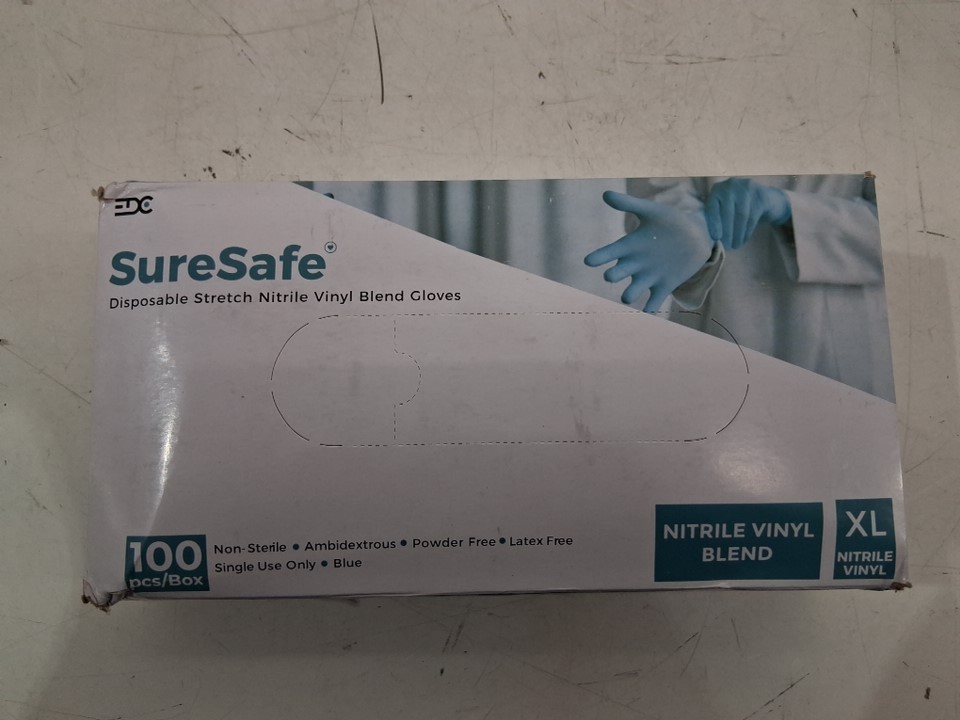 EDC
SureSafe
Disposable Stretch Nitrile Vinyl Blend Gloves
100
pcs/Box
Non-Sterile • Ambidextrous • Powder Free • Latex Free
Single Use Only • Blue
NITRILE VINYL
BLEND
XL
NITRILE
VINYL